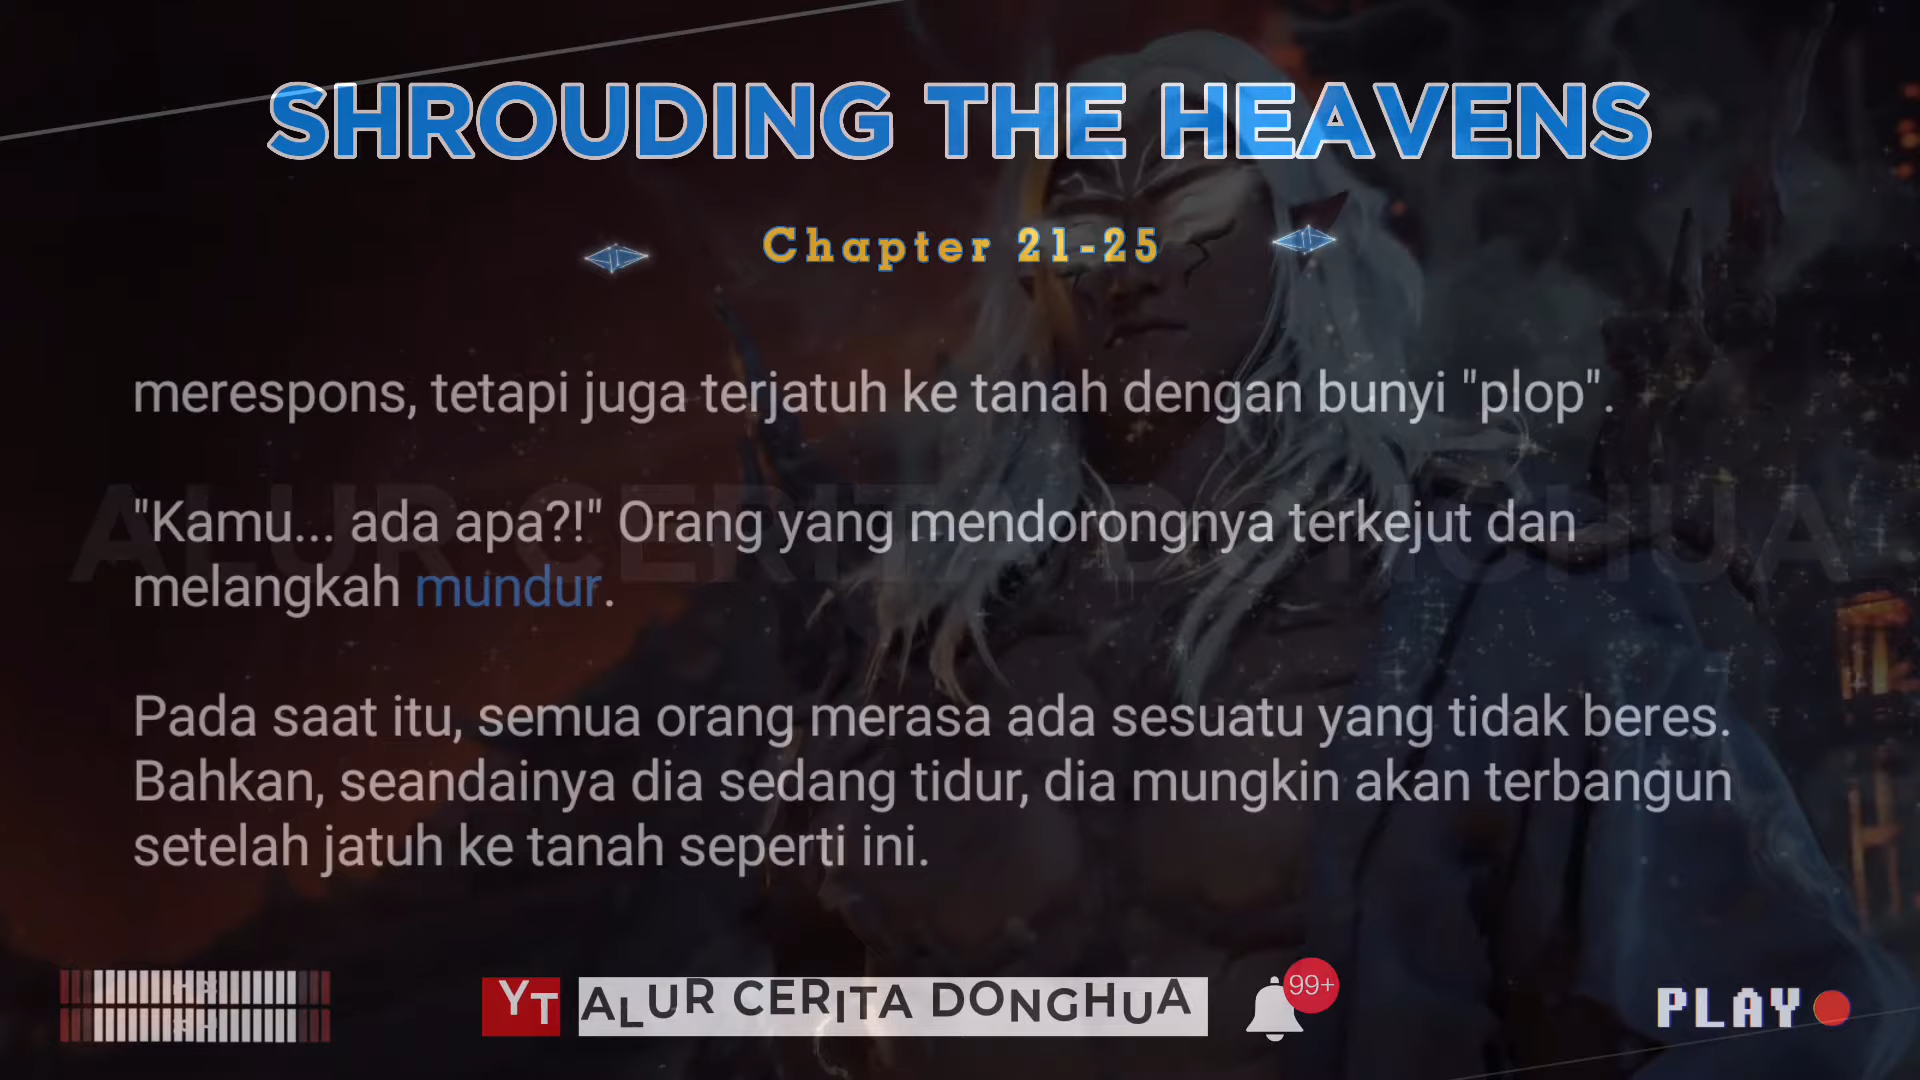 SHROUDING THE HEAVENS
Chapter 21-25
merespons, tetapi juga terjatuh ke tanah dengan bunyi "plop".
ALUR CERITA DONGHUA
"Kamu... ada apa?!" Orang yang mendorongnya terkejut dan
melangkah mundur.
Pada saat itu, semua orang merasa ada sesuatu yang tidak beres.
Bahkan, seandainya dia sedang tidur, dia mungkin akan terbangun
setelah jatuh ke tanah seperti ini.
YT ALUR CERITA DONGHUA
99+
PLAY